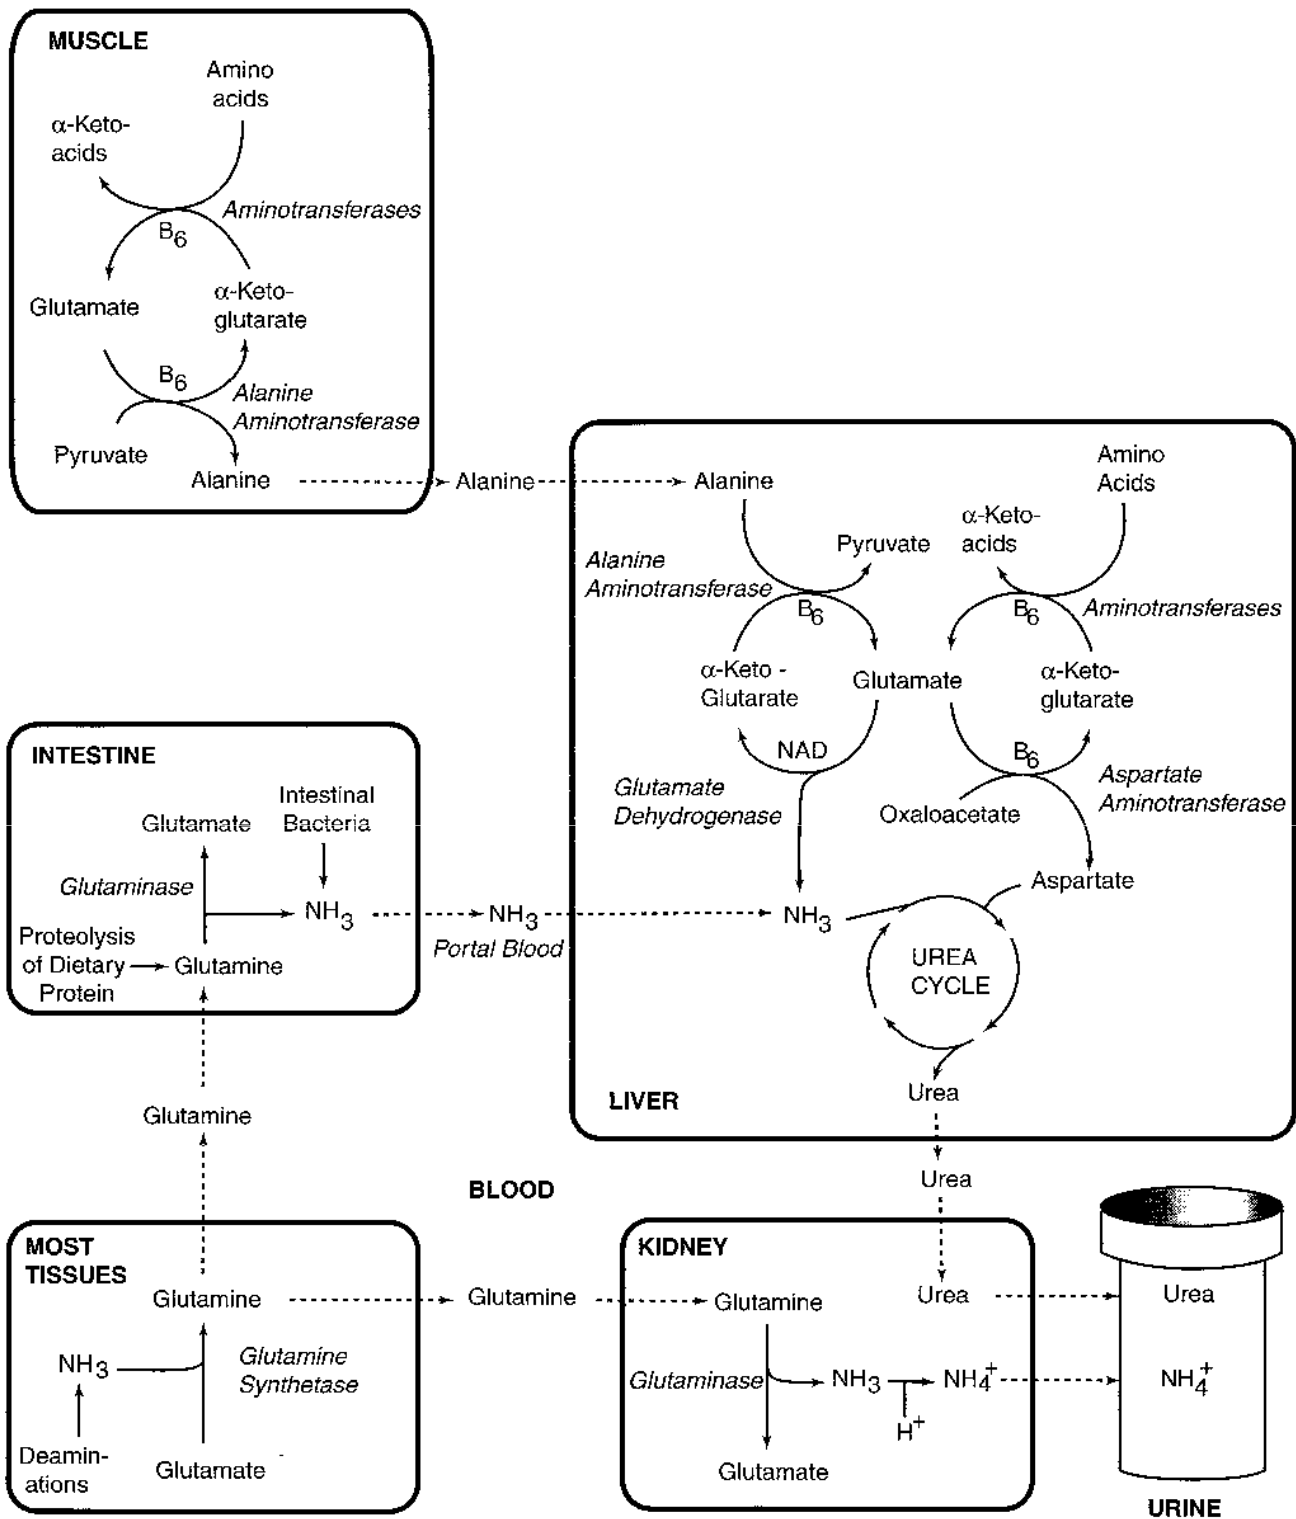 MUSCLE
Amino
acids
α-Keto-
acids
Aminotransferases
B6
Glutamate
α-Keto-
glutarate
B6
Alanine
Aminotransferase
Pyruvate
Alanine
Alanine
Alanine
Amino
Acids
α-Keto-
acids
Pyruvate
Alanine
Aminotransferase
B6
B6
Aminotransferases
α-Keto -
Glutarate
Glutamate
α-Keto-
glutarate
NAD
B6
Glutamate
Dehydrogenase
Oxaloacetate
Aspartate
Aminotransferase
Aspartate
NH3
UREA
CYCLE
Urea
LIVER
INTESTINE
Intestinal
Bacteria
Glutamate
Glutaminase
NH3
NH3
Portal Blood
Proteolysis
of Dietary
Protein
Glutamine
Glutamine
BLOOD
Urea
MOST
TISSUES
Glutamine
Glutamine
NH3
Glutamine
Synthetase
Deamin-
ations
Glutamate
KIDNEY
Glutamine
Urea
Glutaminase
NH3
NH4+
H+
Glutamate
Urea
NH4+
URINE